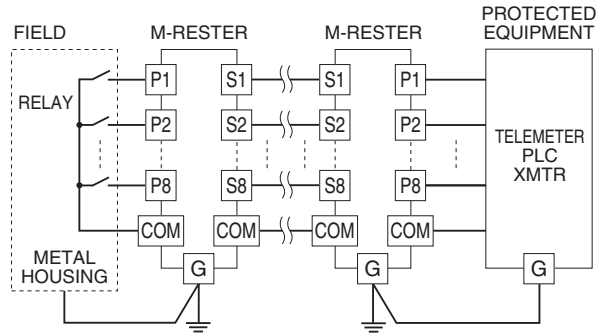 FIELD
M-RESTER
M-RESTER
PROTECTED
EQUIPMENT
RELAY
P1
S1
S1
P1
P2
S2
S2
P2
TELEMETER
PLC
XMTR
P8
S8
S8
P8
COM
COM
COM
COM
METAL
HOUSING
G
G
G